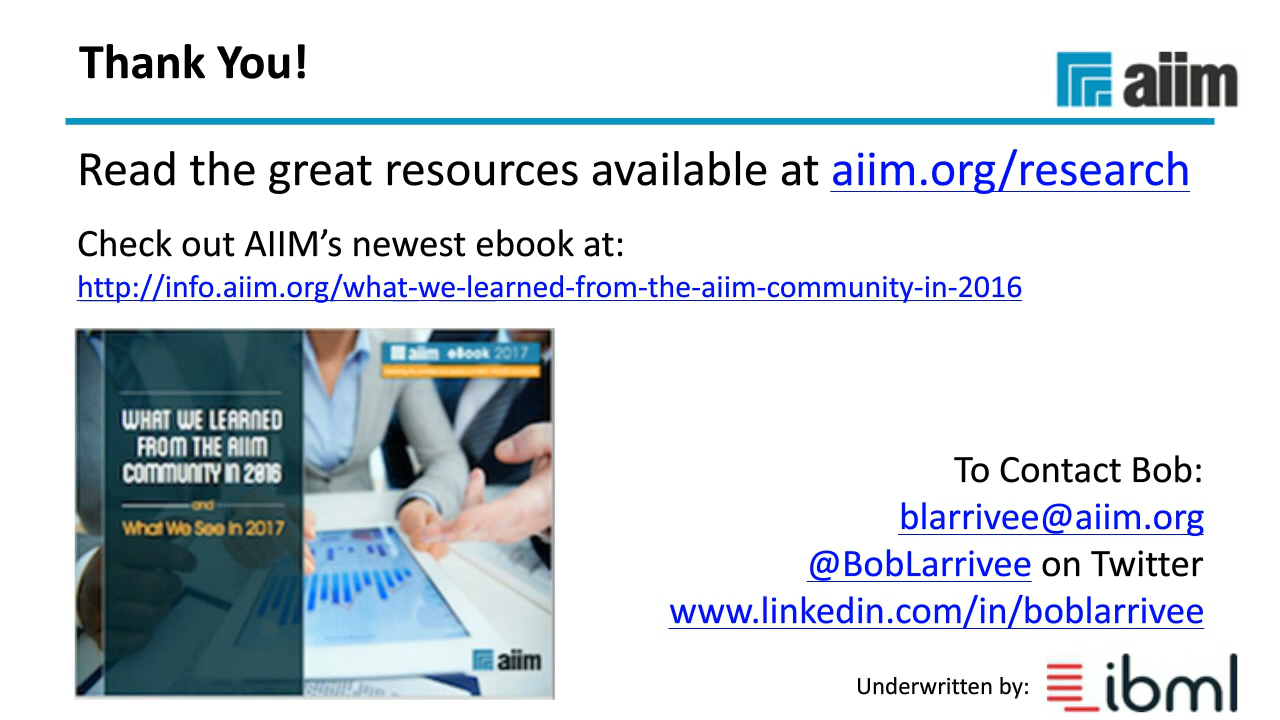 Thank You!
aiim
Read the great resources available at aiim.org/research
Check out AIIM’s newest ebook at:
http://info.aiim.org/what-we-learned-from-the-aiim-community-in-2016
aiim eBook 2017
WHAT WE LEARNED
FROM THE AIIM
COMMUNITY IN 2016
and
What We See In 2017
aiim
To Contact Bob:
blarrivee@aiim.org
@BobLarrivee on Twitter
www.linkedin.com/in/boblarrivee
Underwritten by: ibml